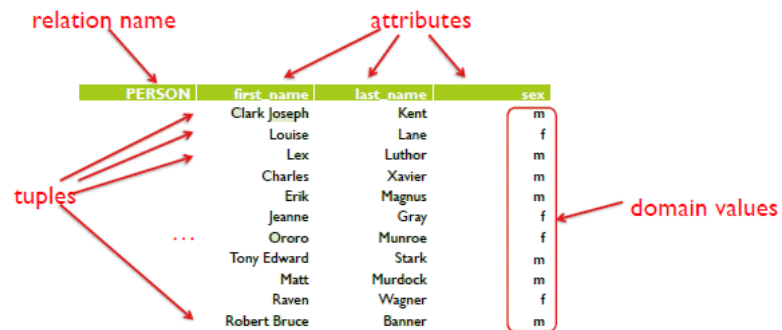 relation name
attributes
PERSON first_name last_name sex
Clark Joseph Kent m
Louise Lane f
Lex Luthor m
Charles Xavier m
tuples
Erik Magnus m
Jeanne Gray f
domain values
... Ororo Munroe f
Tony Edward Stark m
Matt Murdock m
Raven Wagner f
Robert Bruce Banner m